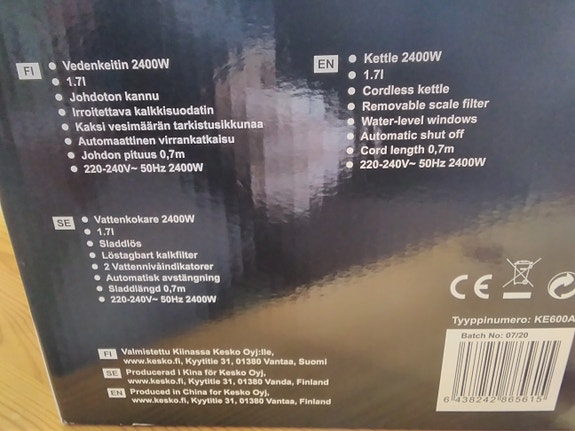 FI
Vedenkeitin 2400W
1.7l
Johdoton kannu
Irroitettava kalkkisuodatin
Kaksi vesimäärän tarkistusikkunaa
Automaattinen virrankatkaisu
Johdon pituus 0,7m
220-240V~ 50Hz 2400W
EN
Kettle 2400W
1.7l
Cordless kettle
Removable scale filter
Water-level windows
Automatic shut off
Cord length 0,7m
220-240V~ 50Hz 2400W
SE
Vattenkokare 2400W
1.7l
Sladdlös
Löstagbart kalkfilter
2 Vattennivåindikatorer
Automatisk avstängning
Sladdlängd 0,7m
220-240V~ 50Hz 2400W
CE
Tyyppinumero: KE600A
Batch No: 07/20
6 438242 865615
FI Valmistettu Kiinassa Kesko Oyj:lle,
www.kesko.fi, Kyytitie 31, 01380 Vantaa, Suomi
SE Producerad i Kina för Kesko Oyj,
www.kesko.fi, Kyytitie 31, 01380 Vanda, Finland
EN Produced in China for Kesko Oyj,
www.kesko.fi, Kyytitie 31, 01380 Vantaa, Finland